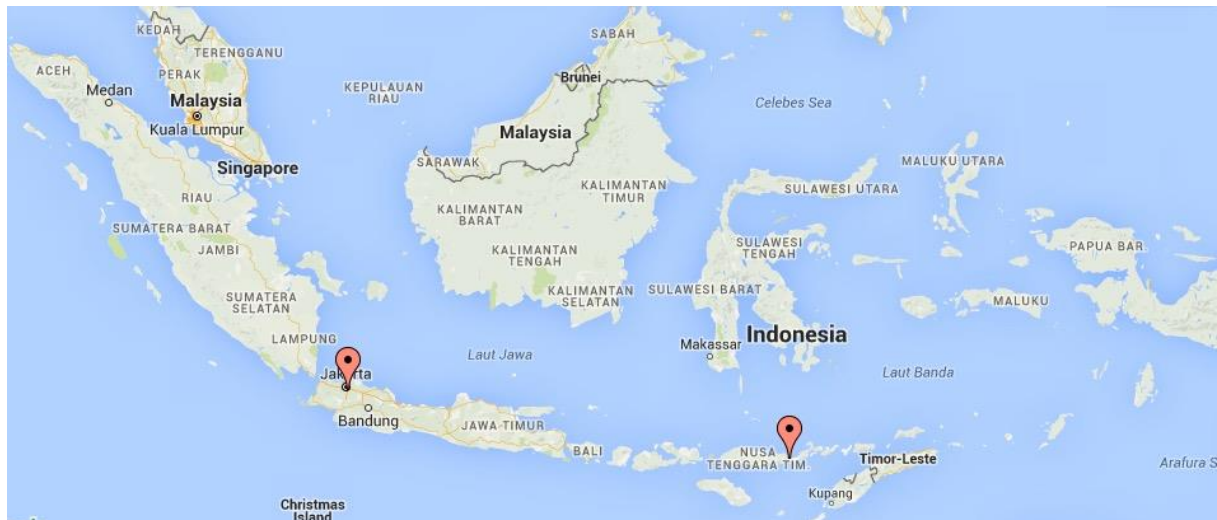 KEDAH
TERENGGANU
ACEH
PERAK
Medan
Malaysia
Kuala Lumpur
Singapore
KEPULAUAN
RIAU
SABAH
Brunei
Malaysia
SARAWAK
Celebes Sea
RIAU
SUMATERA BARAT
JAMBI
SUMATERA
SELATAN
LAMPUNG
KALIMANTAN
BARAT
KALIMANTAN
TIMUR
KALIMANTAN
TENGAH
KALIMANTAN
SELATAN
SULAWESI UTARA
SULAWESI
TENGAH
SULAWESI BARAT
MALUKU UTARA
PAPUA BAR.
MALUKU
Makassar
Indonesia
Laut Jawa
Laut Banda
Jakarta
Bandung
JAWA TIMUR
BALI
NUSA
TENGGARA TIM.
Timor-Leste
Kupang
Arafura S
Christmas
Island